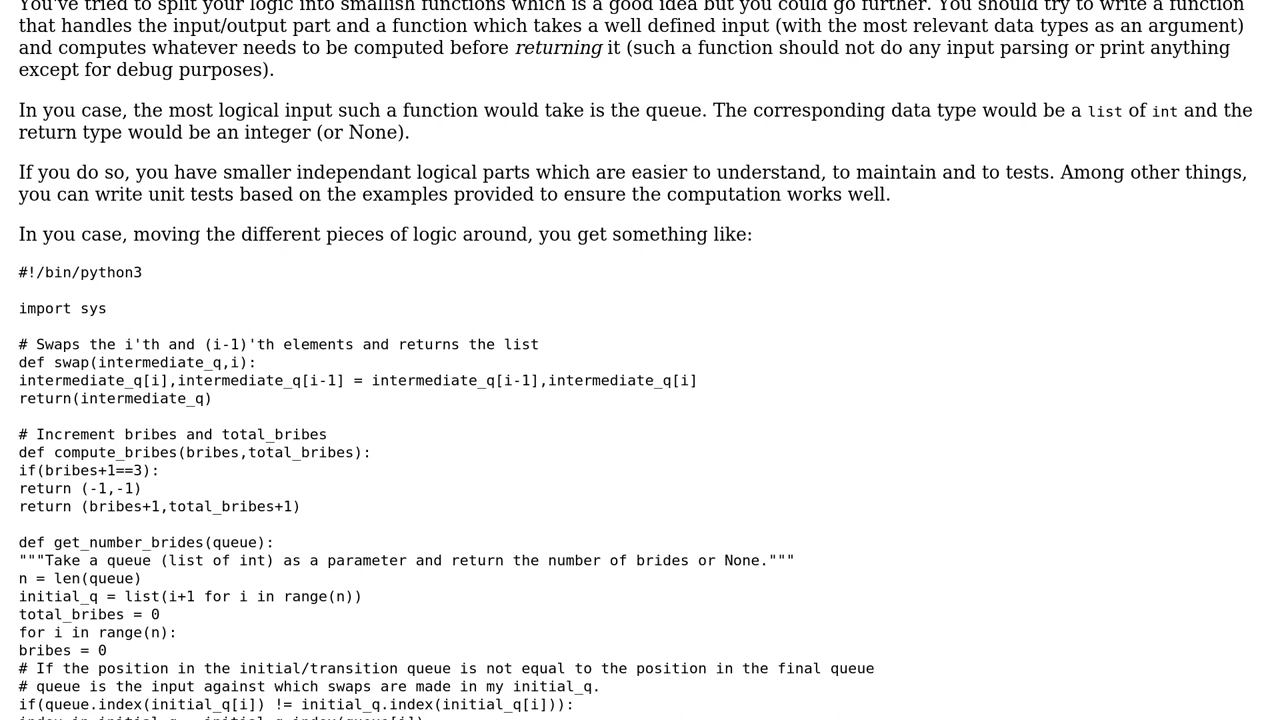 You've tried to split your logic into smallish functions which is a good idea but you could go further. You should try to write a function
that handles the input/output part and a function which takes a well defined input (with the most relevant data types as an argument)
and computes whatever needs to be computed before returning it (such a function should not do any input parsing or print anything
except for debug purposes).
In you case, the most logical input such a function would take is the queue. The corresponding data type would be a list of int and the
return type would be an integer (or None).
If you do so, you have smaller independant logical parts which are easier to understand, to maintain and to tests. Among other things,
you can write unit tests based on the examples provided to ensure the computation works well.
In you case, moving the different pieces of logic around, you get something like:
#!/bin/python3
import sys
# Swaps the i'th and (i-1)'th elements and returns the list
def swap(intermediate_q,i):
intermediate_q[i],intermediate_q[i-1] = intermediate_q[i-1],intermediate_q[i]
return(intermediate_q)
# Increment bribes and total_bribes
def compute_bribes(bribes,total_bribes):
if(bribes+1==3):
return (-1,-1)
return (bribes+1,total_bribes+1)
def get_number_brides(queue):
"""Take a queue (list of int) as a parameter and return the number of brides or None."""
n = len(queue)
initial_q = list(i+1 for i in range(n))
total_bribes = 0
for i in range(n):
bribes = 0
# If the position in the initial/transition queue is not equal to the position in the final queue
# queue is the input against which swaps are made in my initial_q.
if(queue.index(initial_q[i]) != initial_q.index(initial_q[i])):